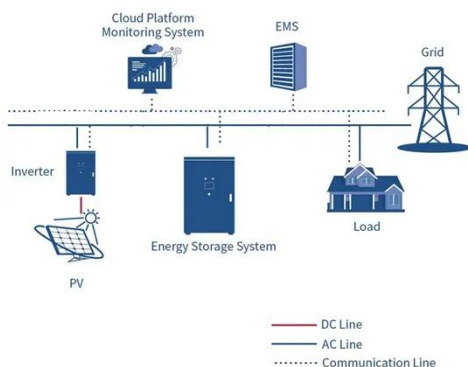 Cloud Platform
Monitoring System
EMS
Grid
Inverter
Energy Storage System
Load
PV
DC Line
AC Line
Communication Line